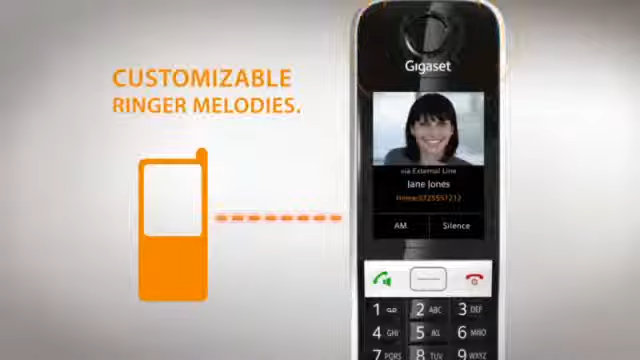 CUSTOMIZABLE
RINGER MELODIES.
Gigaset
via External Line
Jane Jones
AM
Silence
1
2 ABC
3 DEF
4 GHI
5 JKL
6 MNO
7 PQRS
8 TUV
9 WXYZ